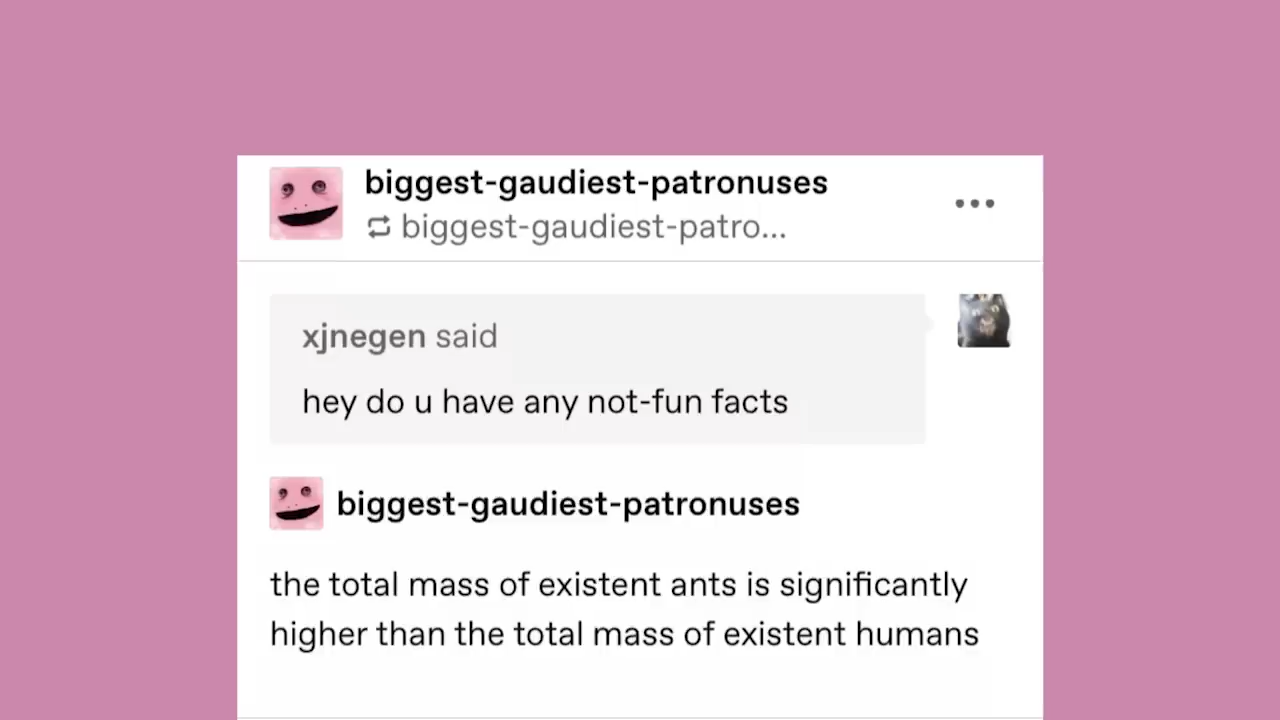 biggest-gaudiest-patronuses
biggest-gaudiest-patro...
xjnegen said
hey do u have any not-fun facts
biggest-gaudiest-patronuses
the total mass of existent ants is significantly
higher than the total mass of existent humans